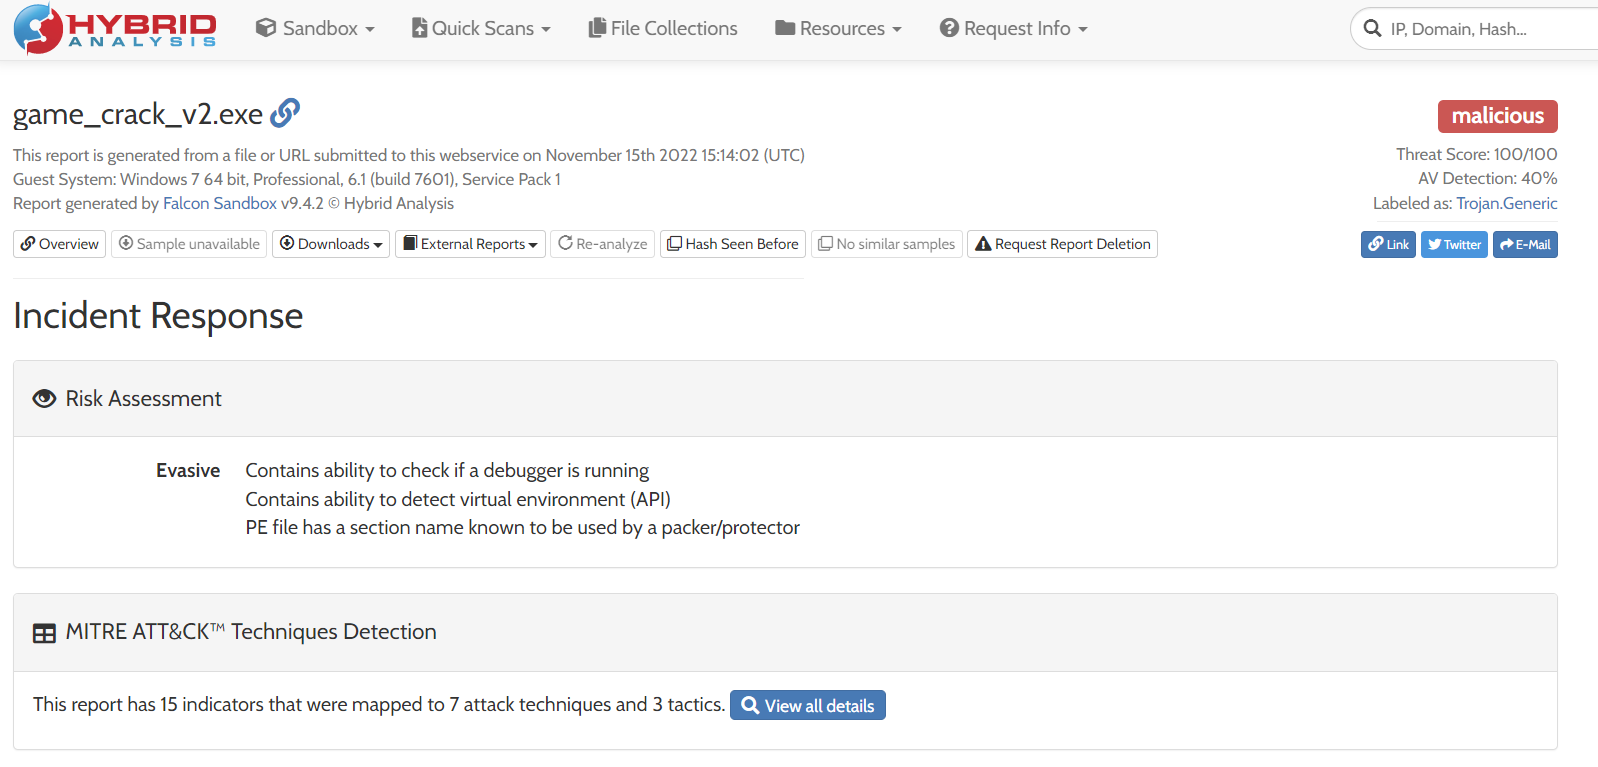 HYBRID
ANALYSIS
Sandbox
Quick Scans
File Collections
Resources
Request Info
IP, Domain, Hash...
game_crack_v2.exe
malicious
This report is generated from a file or URL submitted to this webservice on November 15th 2022 15:14:02 (UTC)
Guest System: Windows 7 64 bit, Professional, 6.1 (build 7601), Service Pack 1
Report generated by Falcon Sandbox v9.4.2 © Hybrid Analysis
Threat Score: 100/100
AV Detection: 40%
Labeled as: Trojan.Generic
Overview
Sample unavailable
Downloads
External Reports
Re-analyze
Hash Seen Before
No similar samples
Request Report Deletion
Link
Twitter
E-Mail
Incident Response
Risk Assessment
Evasive
Contains ability to check if a debugger is running
Contains ability to detect virtual environment (API)
PE file has a section name known to be used by a packer/protector
MITRE ATT&CK™ Techniques Detection
This report has 15 indicators that were mapped to 7 attack techniques and 3 tactics.
View all details